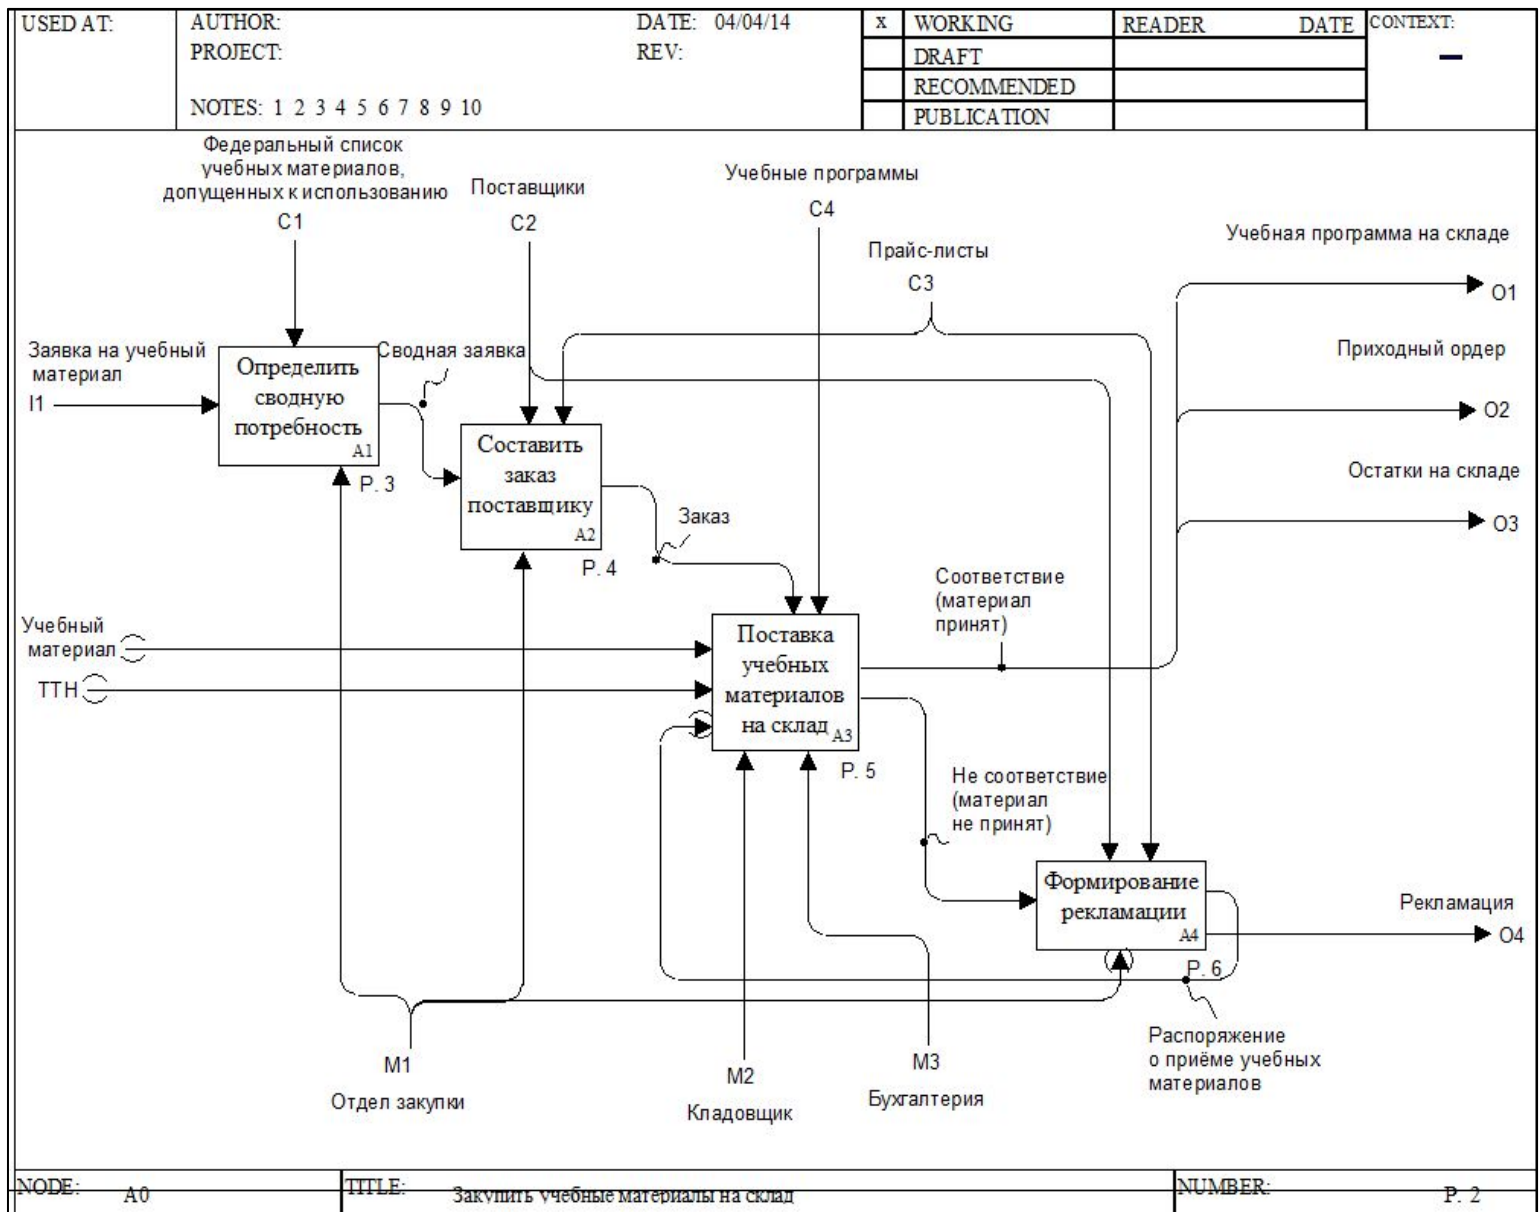 USED AT:
AUTHOR:
DATE: 04/04/14
PROJECT:
REV:
NOTES: 1 2 3 4 5 6 7 8 9 10
x WORKING
DRAFT
RECOMMENDED
PUBLICATION
READER DATE
CONTEXT:
Федеральный список
учебных материалов,
допущенных к использованию
C1
Поставщики
C2
Учебные программы
C4
Прайс-листы
C3
Учебная программа на складе
O1
Приходный ордер
O2
Остатки на складе
O3
Заявка на учебный
материал
I1
Определить
сводную
потребность
A1
P. 3
Сводная заявка
Составить
заказ
поставщику
A2
P. 4
Заказ
Учебный
материал
ТТН
Поставка
учебных
материалов
на склад
A3
P. 5
Соответствие
(материал
принят)
Не соответствие
(материал
не принят)
Формирование
рекламации
A4
P. 6
Рекламация
O4
Распоряжение
о приёме учебных
материалов
M1
Отдел закупки
M2
Кладовщик
M3
Бухгалтерия
NODE: A0
TITLE: Закупить учебные материалы на склад
NUMBER: P. 2